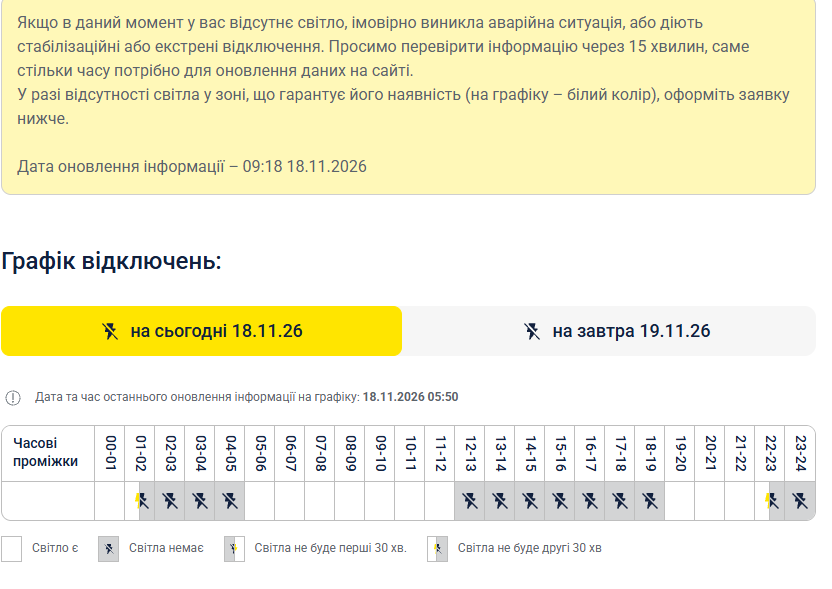 Якщо в даний момент у вас відсутнє світло, імовірно виникла аварійна ситуація, або діють
стабілізаційні або екстрені відключення. Просимо перевірити інформацію через 15 хвилин, саме
стільки часу потрібно для оновлення даних на сайті.
У разі відсутності світла у зоні, що гарантує його наявність (на графіку – білий колір), оформіть заявку
нижче.
Дата оновлення інформації – 09:18 18.11.2026
Графік відключень:
на сьогодні 18.11.26
на завтра 19.11.26
Дата та час останнього оновлення інформації на графіку: 18.11.2026 05:50
Часові
проміжки
00-01
01-02
02-03
03-04
04-05
05-06
06-07
07-08
08-09
09-10
10-11
11-12
12-13
13-14
14-15
15-16
16-17
17-18
18-19
19-20
20-21
21-22
22-23
23-24
Світло є
Світла немає
Світла не буде перші 30 хв.
Світла не буде другі 30 хв